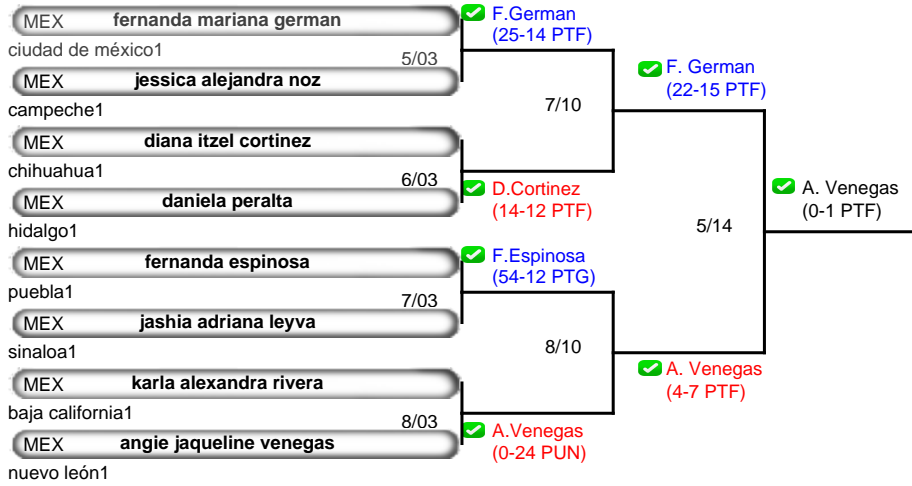 MEX fernanda mariana german
ciudad de méxico1
MEX jessica alejandra noz
campeche1
MEX diana itzel cortinez
chihuahua1
MEX daniela peralta
hidalgo1
MEX fernanda espinosa
puebla1
MEX jashia adriana leyva
sinaloa1
MEX karla alexandra rivera
baja california1
MEX angie jaqueline venegas
nuevo león1
5/03
6/03
7/03
8/03
F.German
(25-14 PTF)
D.Cortinez
(14-12 PTF)
F.Espinosa
(54-12 PTG)
A.Venegas
(0-24 PUN)
7/10
8/10
F. German
(22-15 PTF)
A. Venegas
(4-7 PTF)
5/14
A. Venegas
(0-1 PTF)